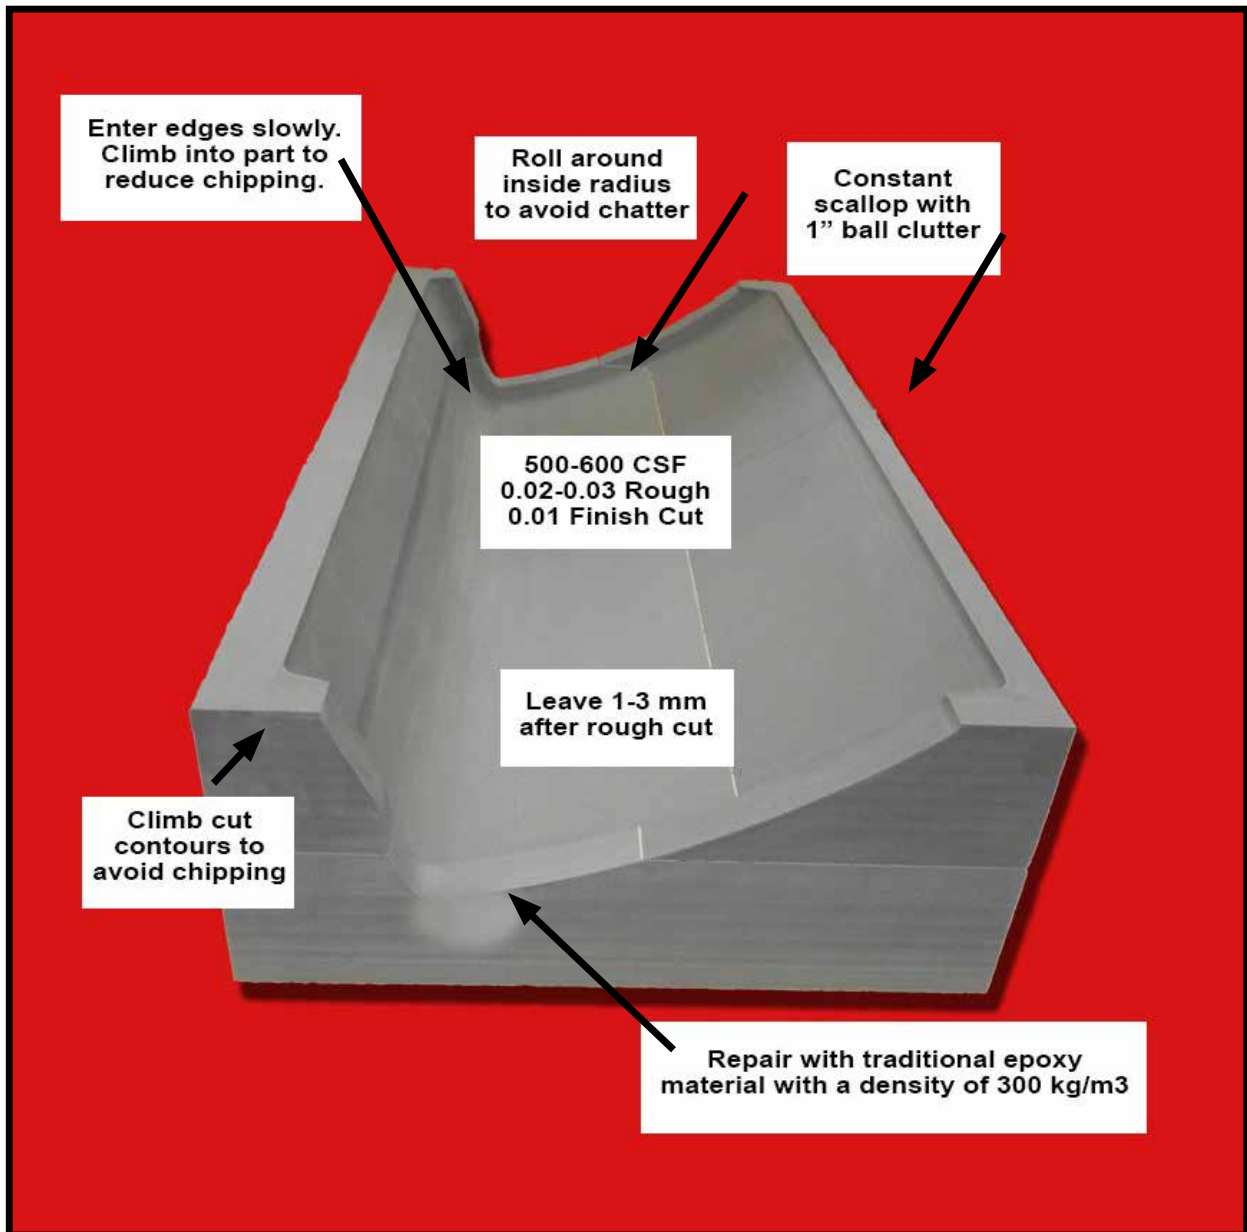 Enter edges slowly.
Climb into part to
reduce chipping.
Roll around
inside radius
to avoid chatter
Constant
scallop with
1” ball clutter
500-600 CSF
0.02-0.03 Rough
0.01 Finish Cut
Leave 1-3 mm
after rough cut
Climb cut
contours to
avoid chipping
Repair with traditional epoxy
material with a density of 300 kg/m3